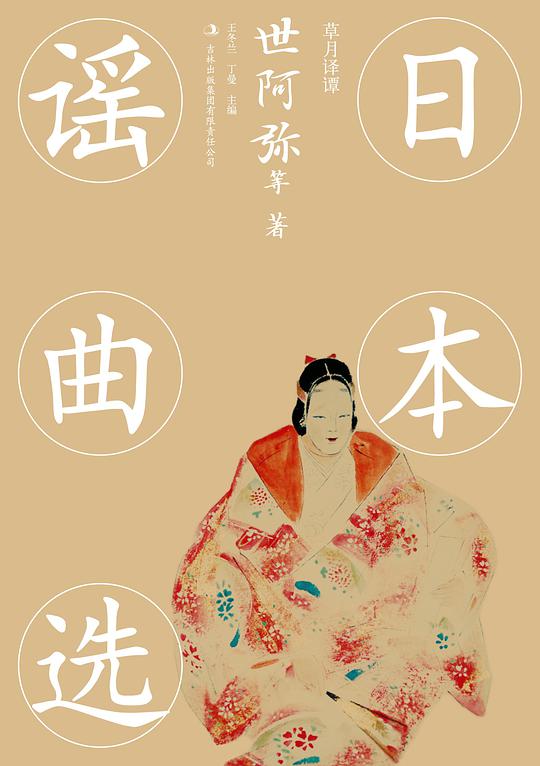 日本
谣曲选
草月译谭
世阿弥等 著
王冬兰 丁曼 主编
吉林出版集团有限责任公司